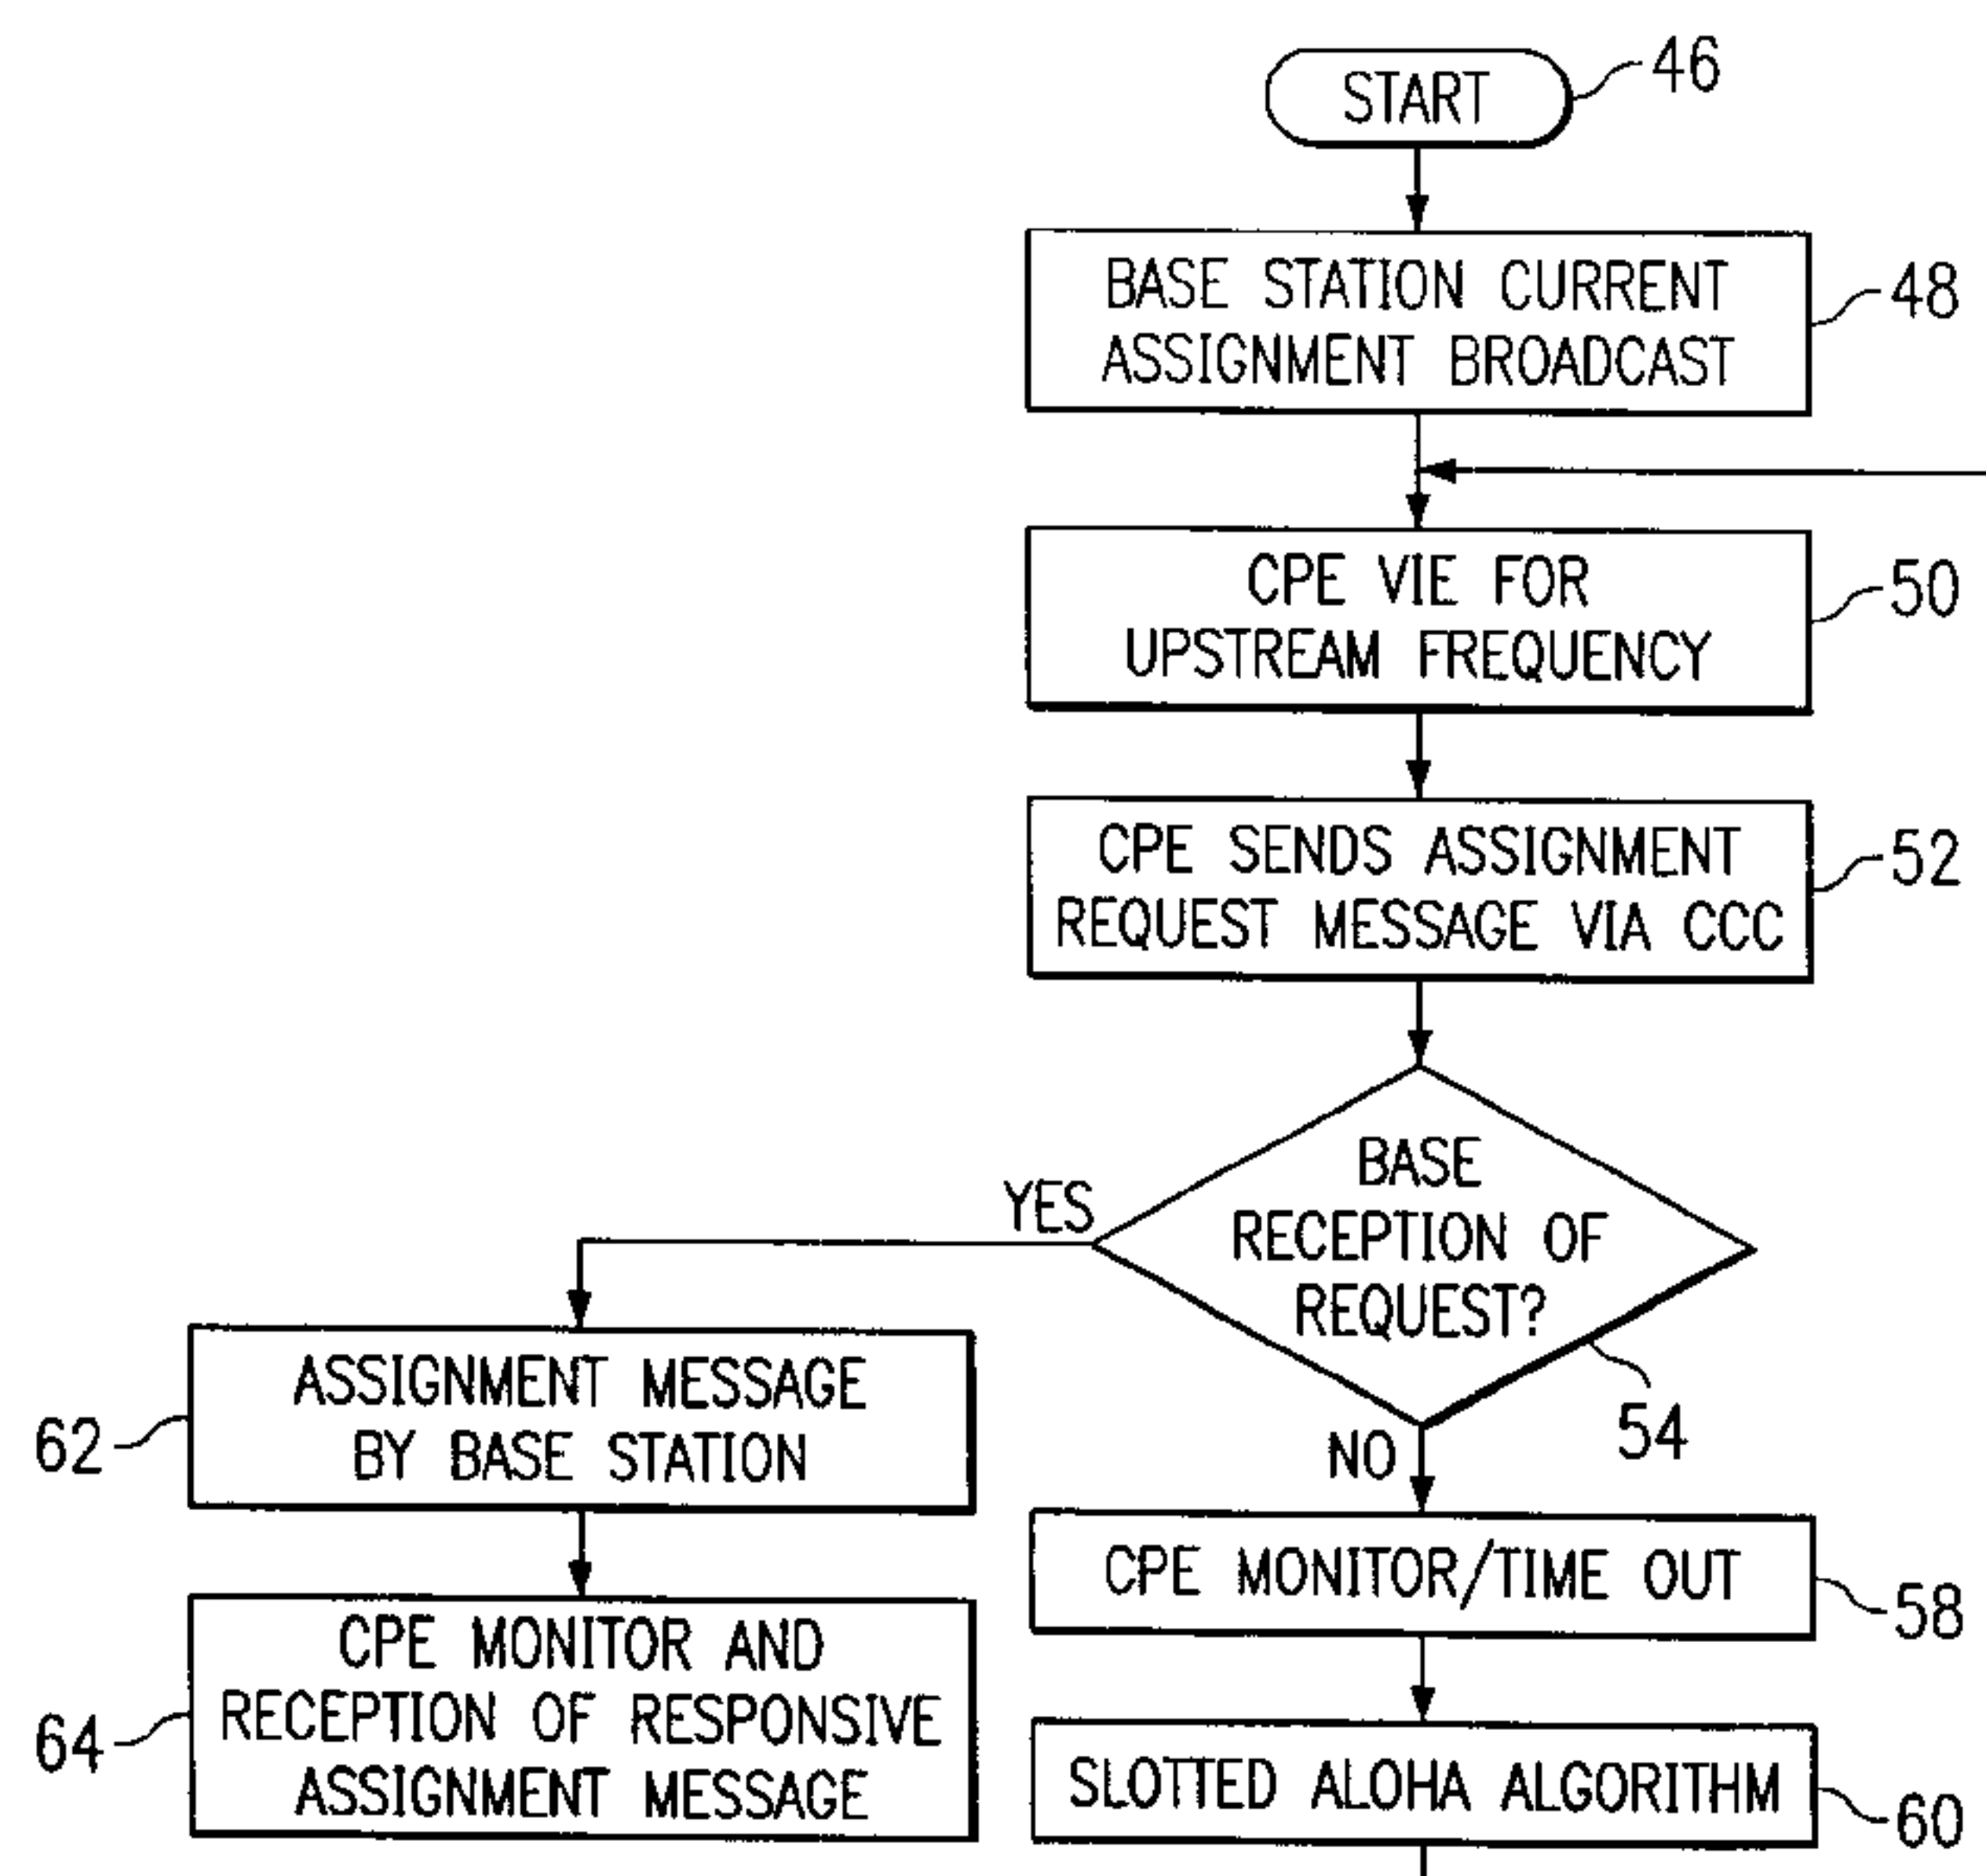 START
46
BASE STATION CURRENT
ASSIGNMENT BROADCAST
48
CPE VIE FOR
UPSTREAM FREQUENCY
50
CPE SENDS ASSIGNMENT
REQUEST MESSAGE VIA CCC
52
BASE
RECEPTION OF
REQUEST?
54
YES
NO
ASSIGNMENT MESSAGE
BY BASE STATION
62
CPE MONITOR AND
RECEPTION OF RESPONSIVE
ASSIGNMENT MESSAGE
64
CPE MONITOR/TIME OUT
58
SLOTTED ALOHA ALGORITHM
60